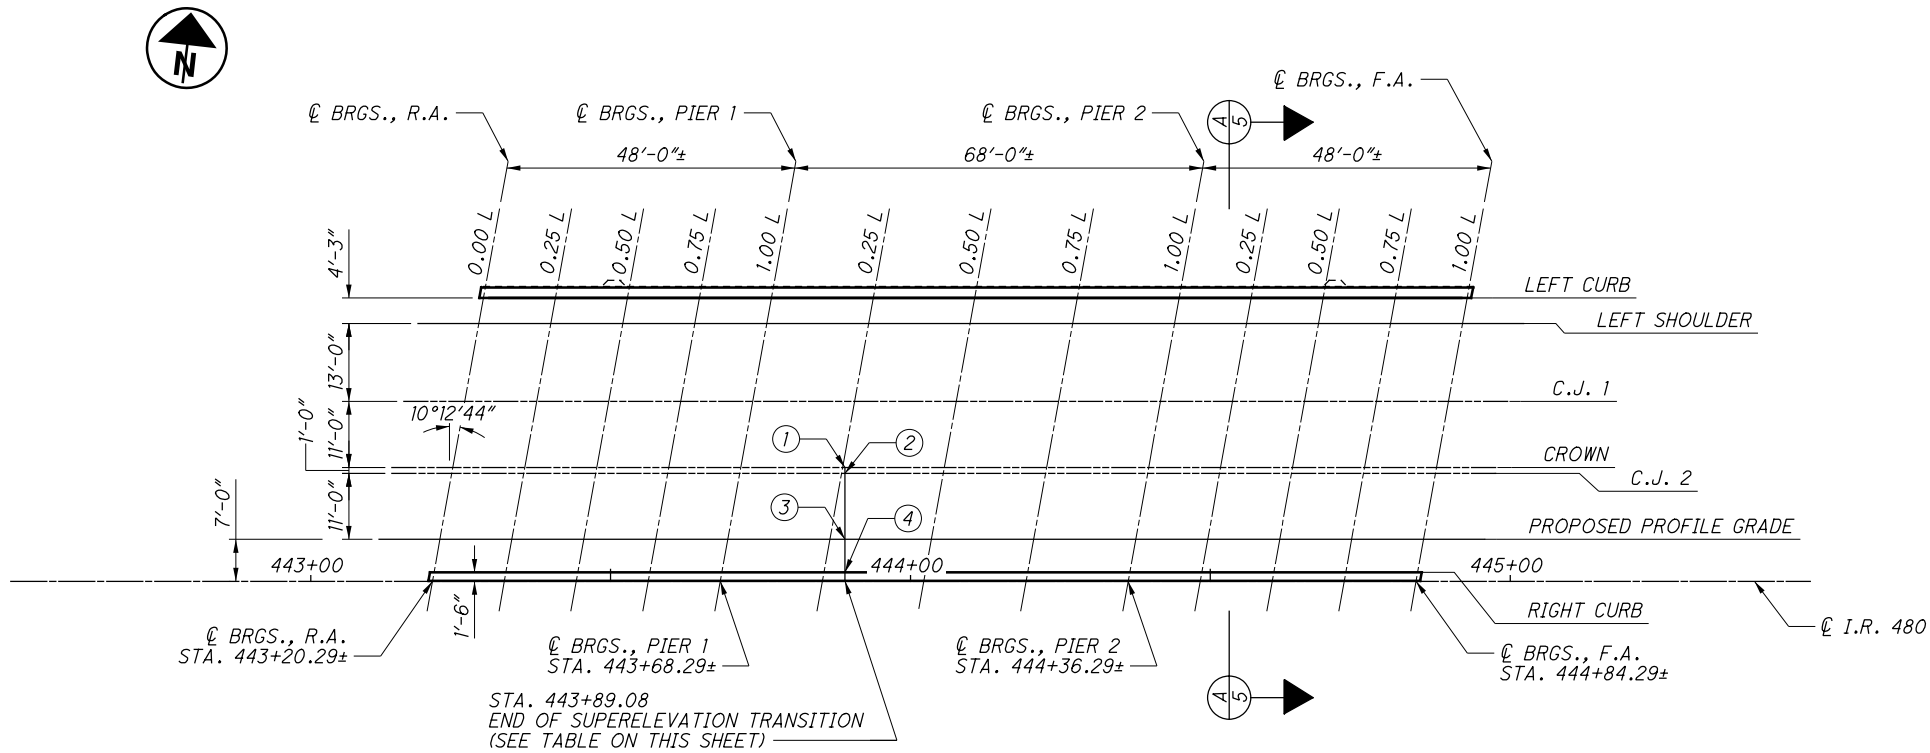 N
℄ BRGS., R.A.
℄ BRGS., PIER 1
℄ BRGS., PIER 2
℄ BRGS., F.A.
A
5
48'-0"±
68'-0"±
48'-0"±
0.00 L
0.25 L
0.50 L
0.75 L
1.00 L
0.25 L
0.50 L
0.75 L
1.00 L
0.25 L
0.50 L
0.75 L
1.00 L
4'-3"
LEFT CURB
LEFT SHOULDER
13'-0"
C.J. 1
10°12'44"
1'-0"
11'-0"
1
2
CROWN
C.J. 2
7'-0"
11'-0"
3
4
PROPOSED PROFILE GRADE
443+00
444+00
445+00
1'-6"
RIGHT CURB
℄ I.R. 480
℄ BRGS., R.A.
STA. 443+20.29±
℄ BRGS., PIER 1
STA. 443+68.29±
℄ BRGS., PIER 2
STA. 444+36.29±
℄ BRGS., F.A.
STA. 444+84.29±
A
5
STA. 443+89.08
END OF SUPERELEVATION TRANSITION
(SEE TABLE ON THIS SHEET)